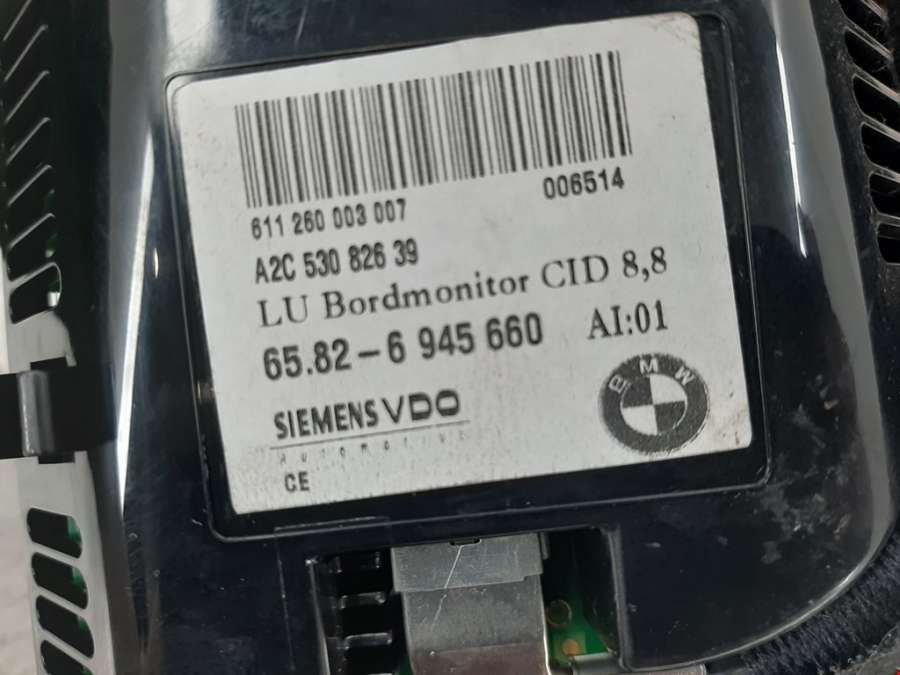 006514
611 260 003 007
A2C 530 826 39
LU Bordmonitor CID 8,8
65.82-6 945 660 AI:01
BMW
SIEMENS VDO
Automotive
CE